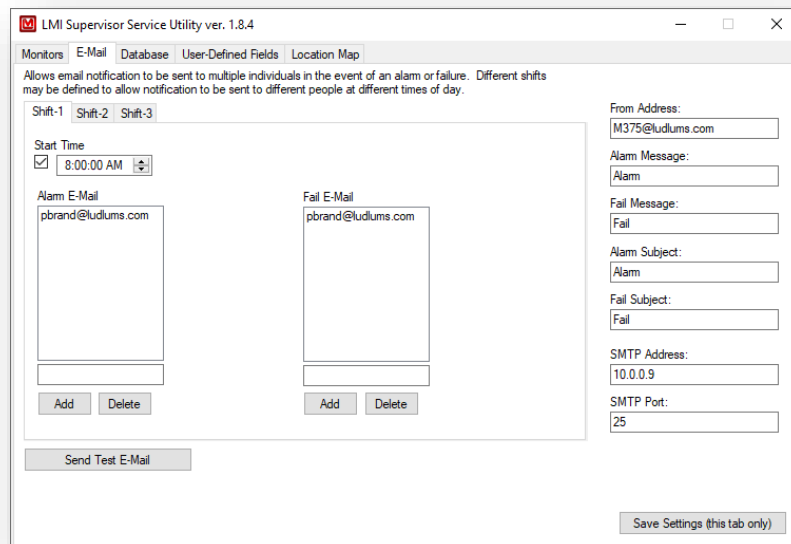 LMI Supervisor Service Utility ver. 1.8.4
Monitors E-Mail Database User-Defined Fields Location Map
Allows email notification to be sent to multiple individuals in the event of an alarm or failure. Different shifts
may be defined to allow notification to be sent to different people at different times of day.
Shift-1 Shift-2 Shift-3
Start Time
8:00:00 AM
Alarm E-Mail
pbrand@ludlums.com
Add Delete
Fail E-Mail
pbrand@ludlums.com
Add Delete
Send Test E-Mail
From Address:
M375@ludlums.com
Alarm Message:
Alarm
Fail Message:
Fail
Alarm Subject:
Alarm
Fail Subject:
Fail
SMTP Address:
10.0.0.9
SMTP Port:
25
Save Settings (this tab only)